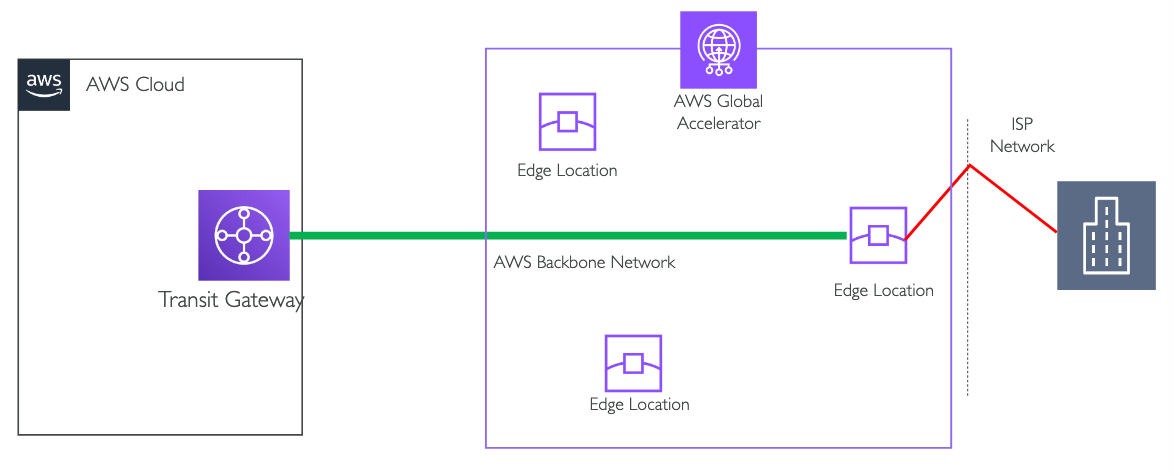 aws
AWS Cloud
Transit Gateway
AWS Global
Accelerator
Edge Location
AWS Backbone Network
Edge Location
Edge Location
ISP
Network